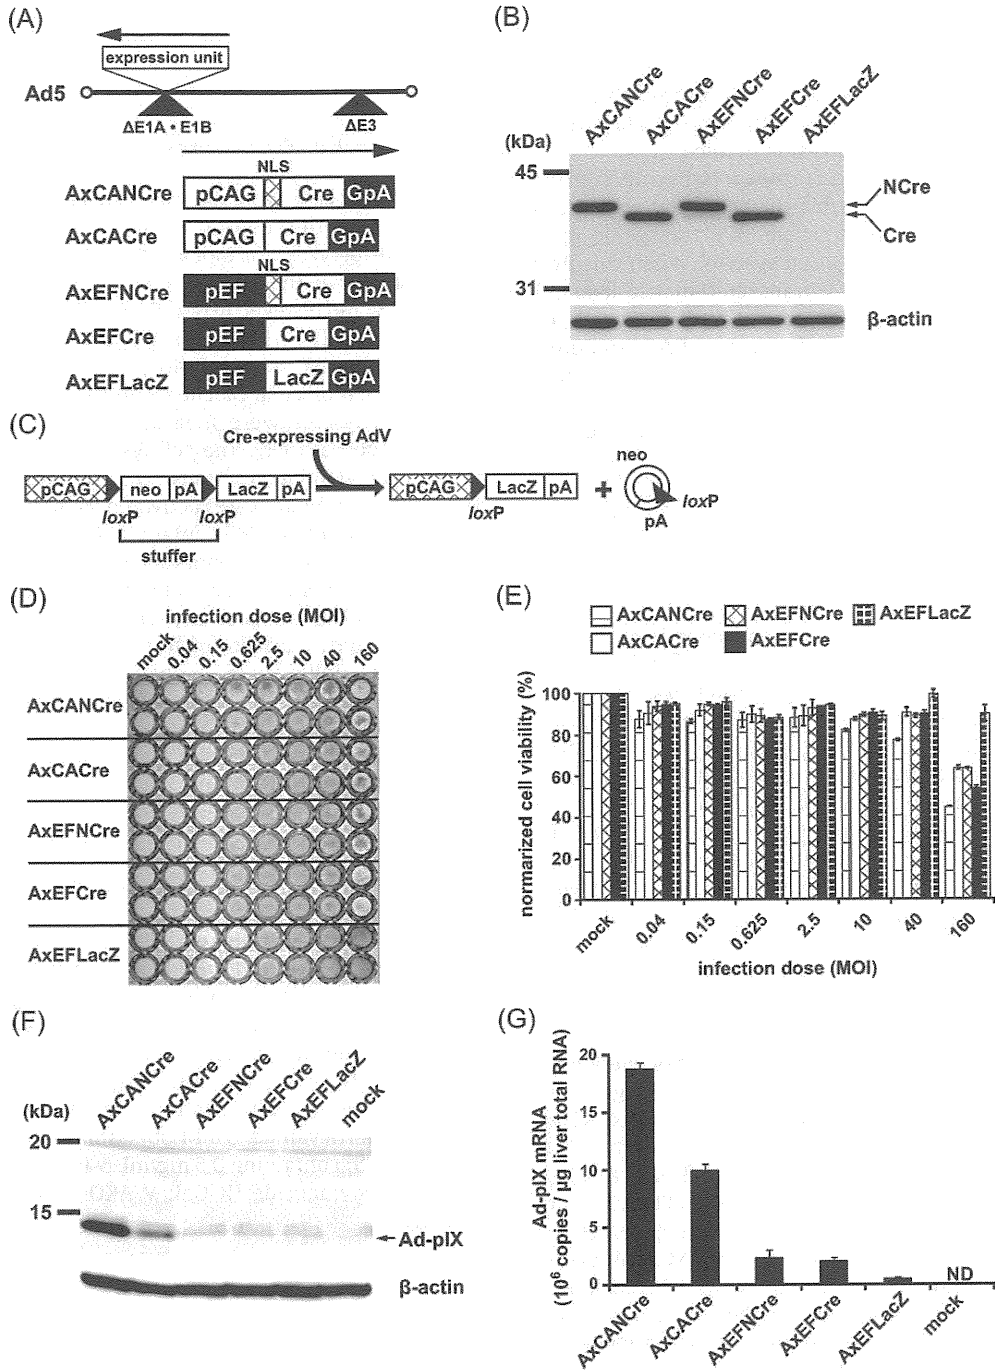 (A)
expression unit
Ad5
ΔE1A • E1B
ΔE3
NLS
AxCANCre
pCAG
Cre
GpA
AxCACre
pCAG
Cre
GpA
NLS
AxEFNCre
pEF
Cre
GpA
AxEFCre
pEF
Cre
GpA
AxEFLacZ
pEF
LacZ
GpA
(B)
AxCANCre
AxCACre
AxEFNCre
AxEFCre
AxEFLacZ
(kDa)
45
NCre
Cre
31
β-actin
(C)
Cre-expressing AdV
pCAG
neo
pA
LacZ
pA
loxP
loxP
stuffer
pCAG
LacZ
pA
loxP
+
neo
loxP
pA
(D)
infection dose (MOI)
mock
0.04
0.15
0.625
2.5
10
40
160
AxCANCre
AxCACre
AxEFNCre
AxEFCre
AxEFLacZ
(E)
AxCANCre
AxEFNCre
AxEFLacZ
AxCACre
AxEFCre
normarized cell viability (%)
100
80
60
40
20
0
mock
0.04
0.15
0.625
2.5
10
40
160
infection dose (MOI)
(F)
AxCANCre
AxCACre
AxEFNCre
AxEFCre
AxEFLacZ
mock
(kDa)
20
15
Ad-pIX
β-actin
(G)
Ad-pIX mRNA
(10⁶ copies / μg liver total RNA)
20
15
10
5
0
ND
AxCANCre
AxCACre
AxEFNCre
AxEFCre
AxEFLacZ
mock